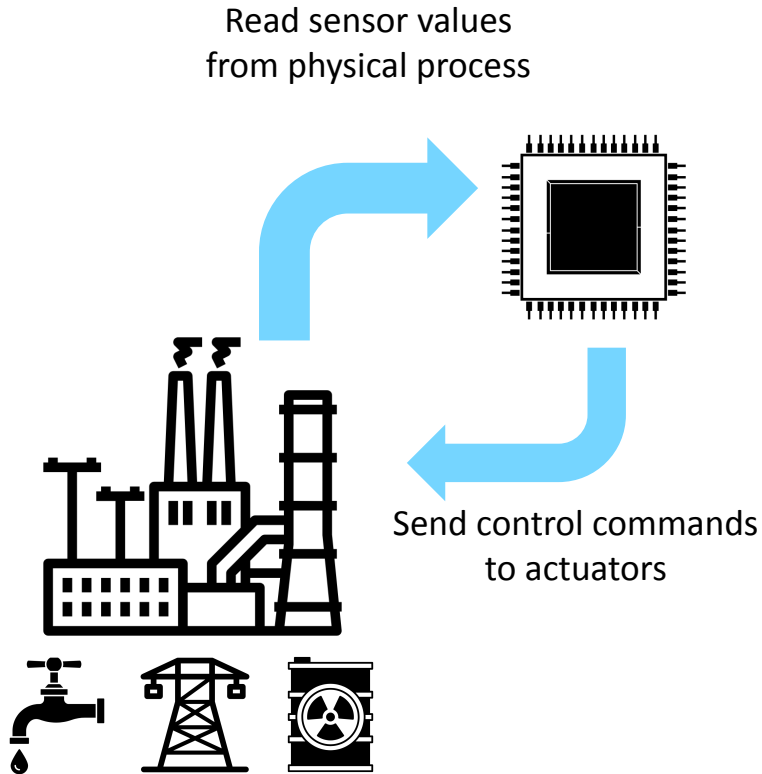 Read sensor values
from physical process
Send control commands
to actuators